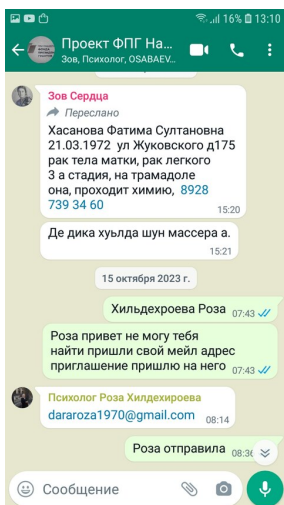 16% 13:10
Проект ФПГ На...
Зов, Психолог, OSABAEV...
Зов Сердца
Переслано
Хасанова Фатима Султановна
21.03.1972 ул Жуковского д175
рак тела матки, рак легкого
3 а стадия, на трамадоле
она, проходит химию, 8928
739 34 60
15:20
Де дика хуьлда шун массера а.
15:21
15 октября 2023 г.
Хильдехроева Роза 07:43
Роза привет не могу тебя
найти пришли свой мейл адрес
приглашение пришлю на него 07:43
Психолог Роза Хилдехироева
dararoza1970@gmail.com 08:14
Роза отправила 08:36
Сообщение